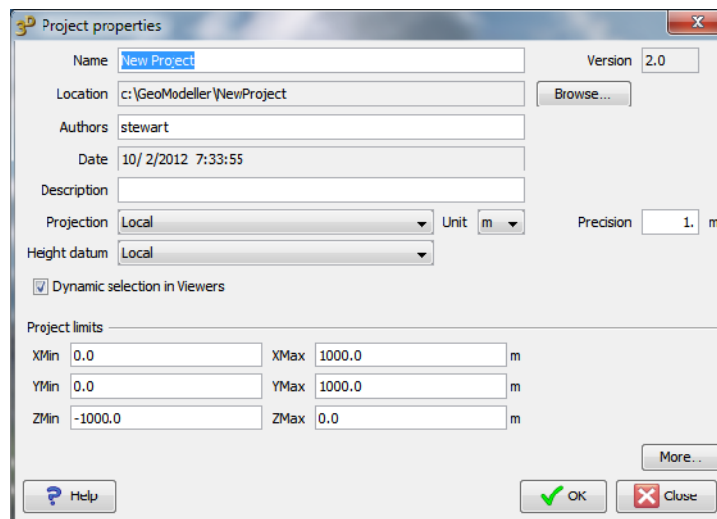 3D Project properties
Name New Project Version 2.0
Location c:\GeoModeller\NewProject Browse...
Authors stewart
Date 10/ 2/2012 7:33:55
Description
Projection Local Unit m Precision 1. m
Height datum Local
Dynamic selection in Viewers
Project limits
XMin 0.0 XMax 1000.0 m
YMin 0.0 YMax 1000.0 m
ZMin -1000.0 ZMax 0.0 m
More...
Help OK Close